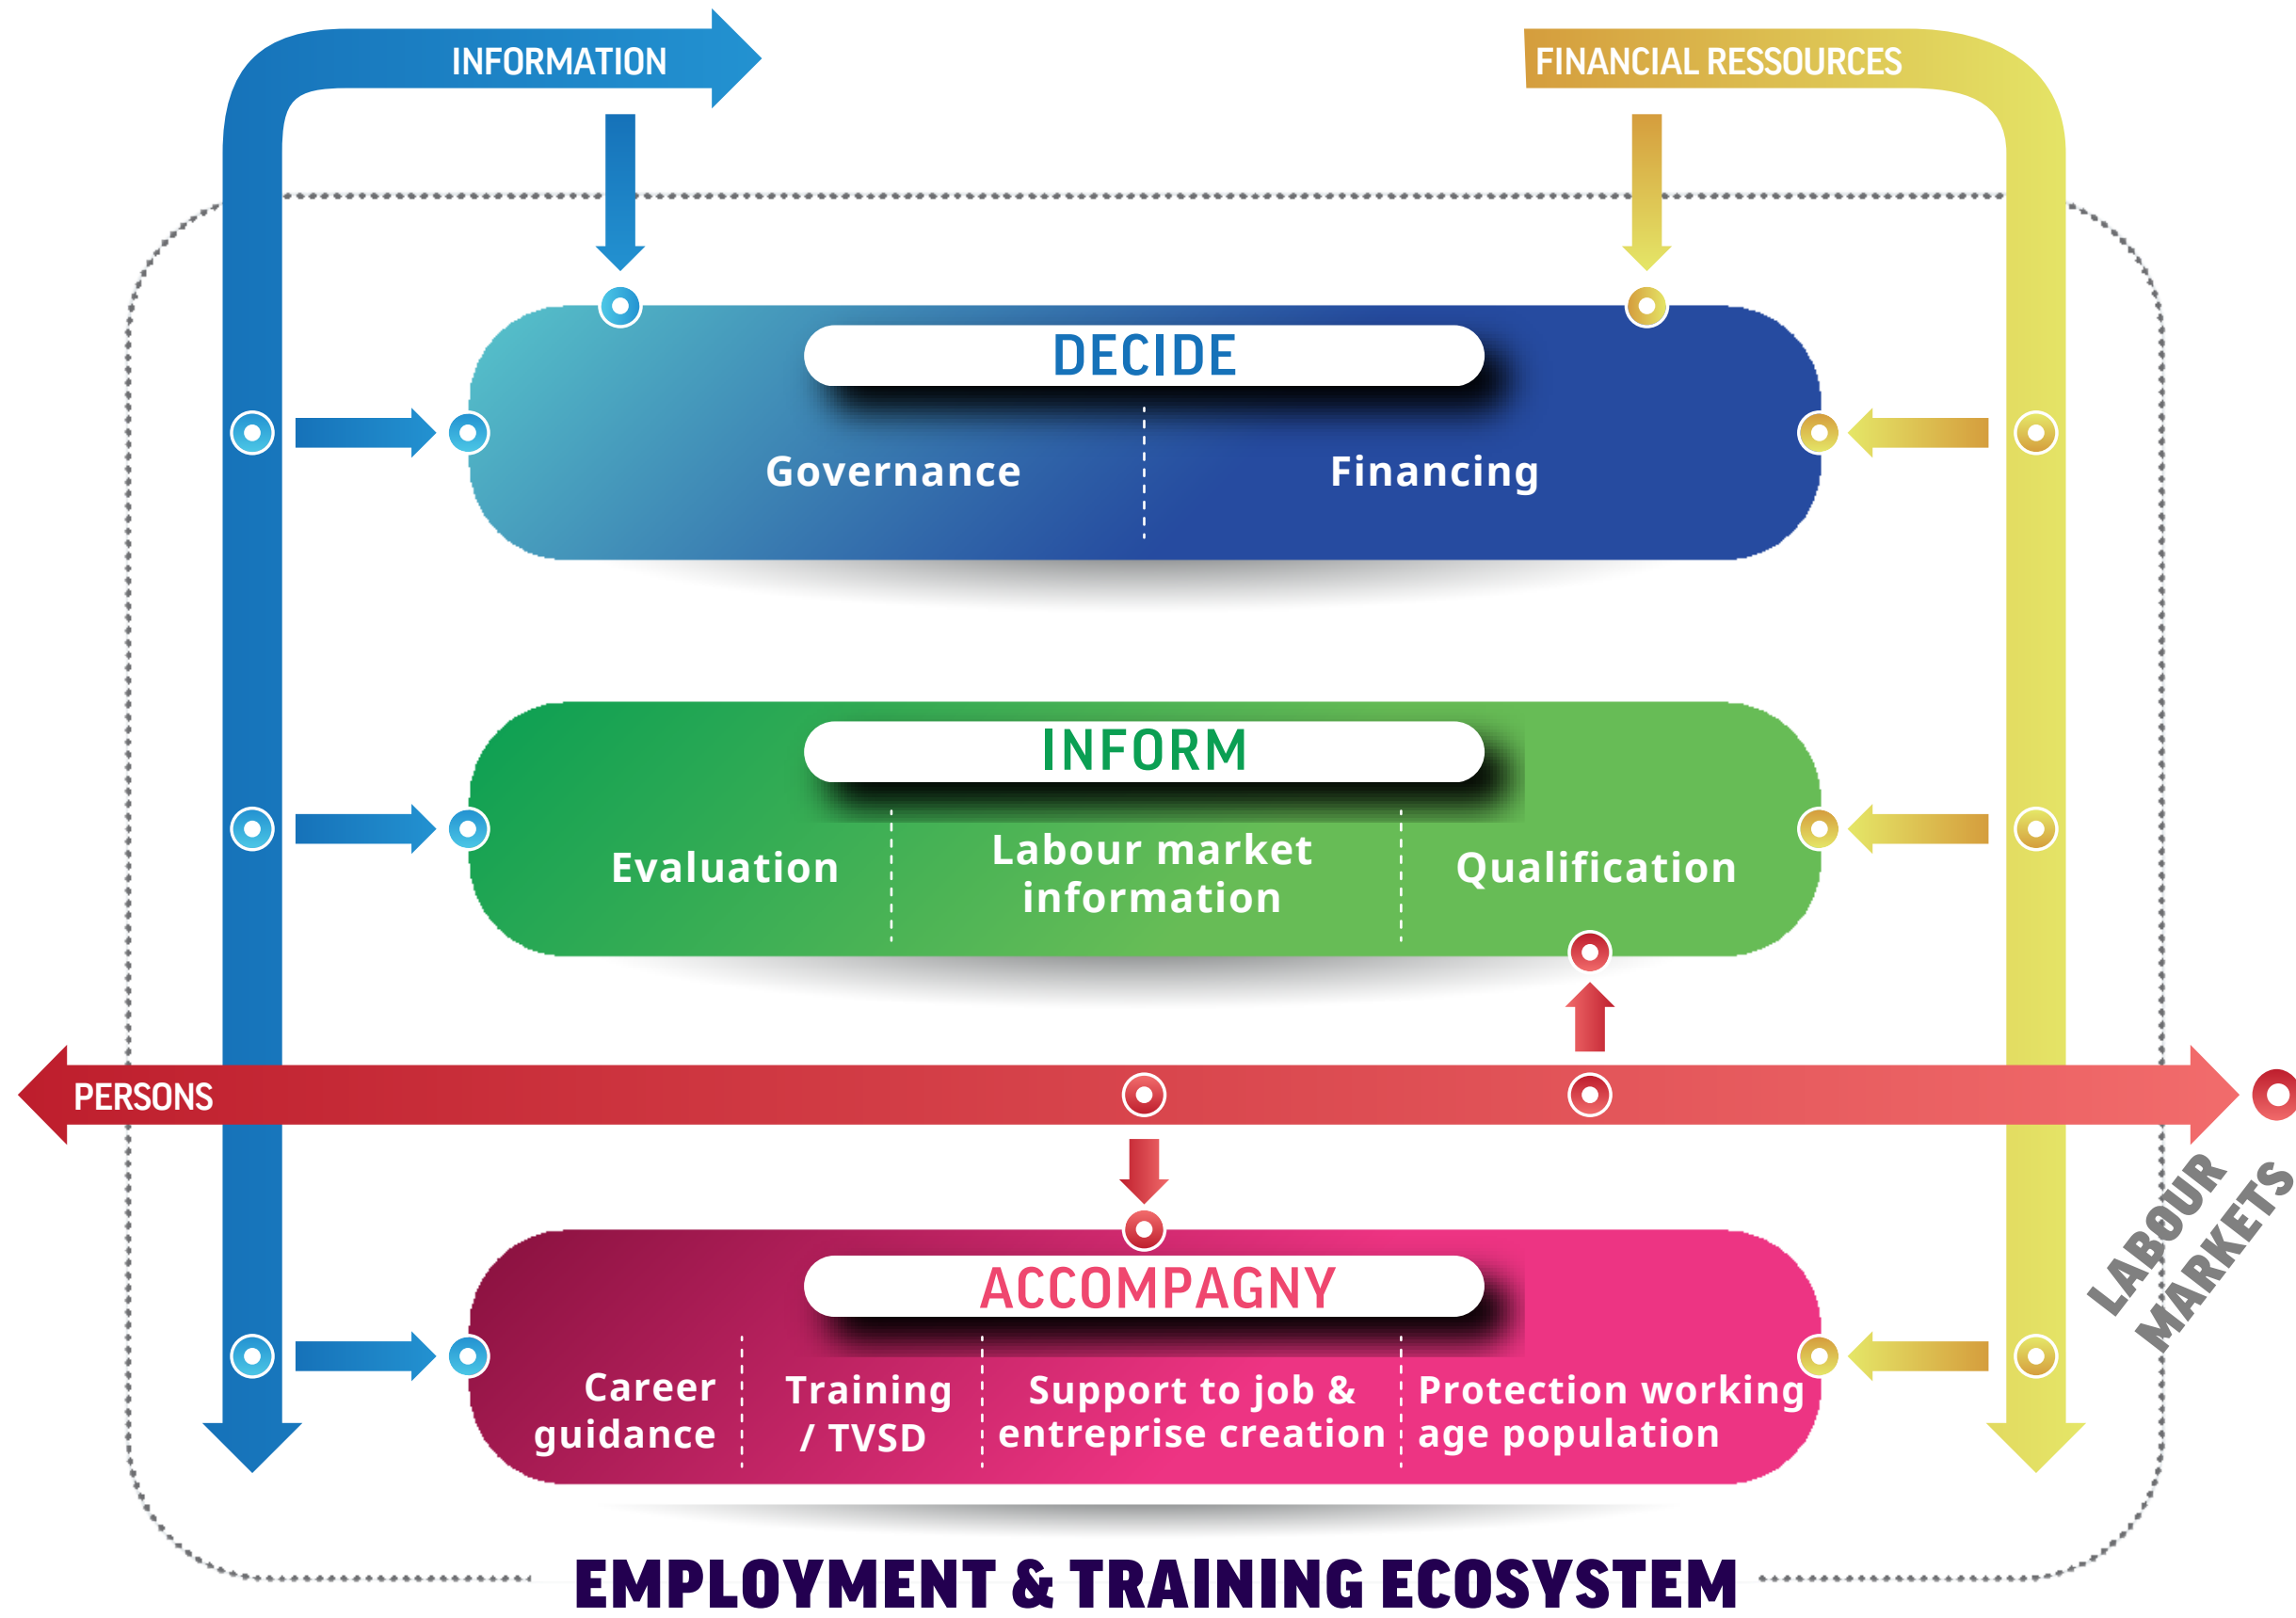 INFORMATION
FINANCIAL RESSOURCES
DECIDE
Governance
Financing
INFORM
Evaluation
Labour market
information
Qualification
PERSONS
LABOUR
MARKETS
ACCOMPAGNY
Career
guidance
Training
/ TVSD
Support to job &
entreprise creation
Protection working
age population
EMPLOYMENT & TRAINING ECOSYSTEM